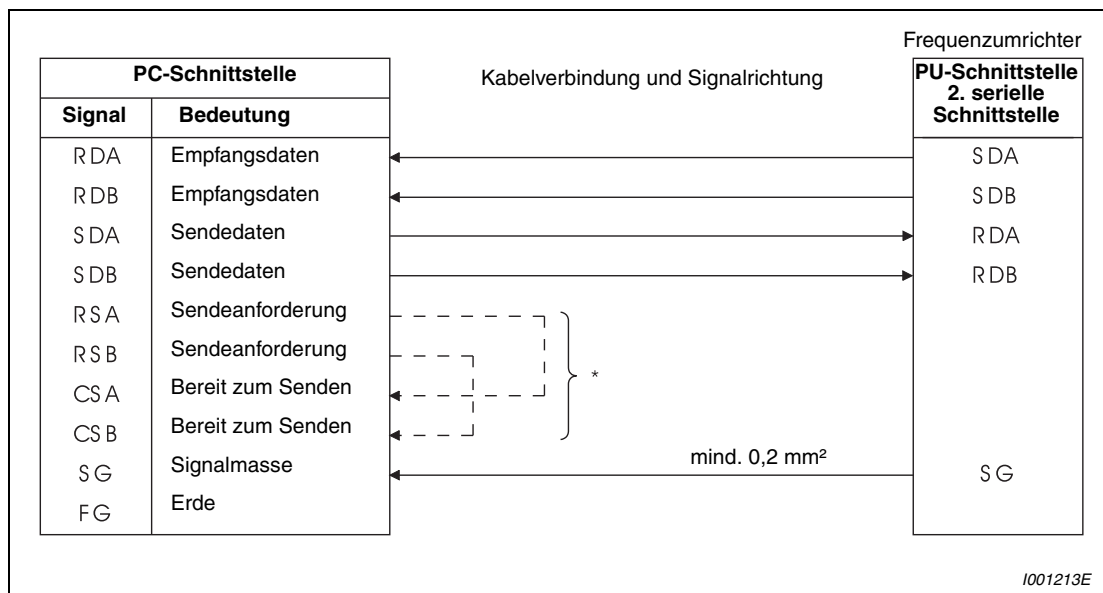 Frequenzumrichter
PC-Schnittstelle
Kabelverbindung und Signalrichtung
PU-Schnittstelle
2. serielle
Schnittstelle
Signal Bedeutung
RDA Empfangsdaten SDA
RDB Empfangsdaten SDB
SDA Sendedaten RDA
SDB Sendedaten RDB
RSA Sendeanforderung
RSB Sendeanforderung
*
CSA Bereit zum Senden
CSB Bereit zum Senden
SG Signalmasse mind. 0,2 mm² SG
FG Erde
I001213E